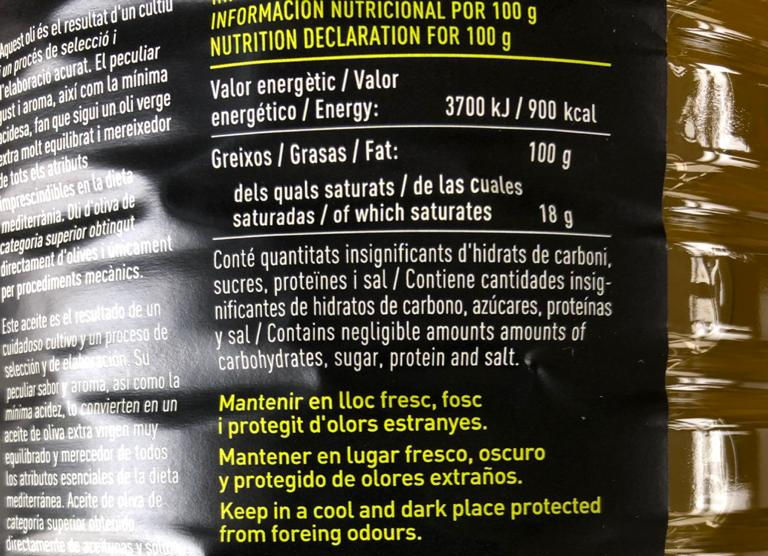 Aquest oli és el resultat d'un cultiu
un procés de selecció i
l'elaboració acurat. El peculiar
gust i aroma, així com la mínima
acidesa, fan que sigui un oli verge
extra molt equilibrat i mereixedor
de tots els atributs
imprescindibles en la dieta
mediterrània. Oli d'oliva de
categoria superior obtingut
directament d'olives i únicament
per procediments mecànics.
Este aceite es el resultado de un
cuidadoso cultivo y un proceso de
selección y de elaboración. Su
peculiar sabor y aroma, así como la
mínima acidez, lo convierten en un
aceite de oliva extra virgen muy
equilibrado y merecedor de todos
los atributos esenciales de la dieta
mediterránea. Aceite de oliva de
categoría superior obtenido
directamente de aceitunas y
INFORMACIÓN NUTRICIONAL POR 100 g
NUTRITION DECLARATION FOR 100 g
Valor energètic / Valor
energético / Energy: 3700 kJ / 900 kcal
Greixos / Grasas / Fat: 100 g
dels quals saturats / de las cuales
saturadas / of which saturates 18 g
Conté quantitats insignificants d'hidrats de carboni,
sucres, proteïnes i sal / Contiene cantidades insig-
nificantes de hidratos de carbono, azúcares, proteínas
y sal / Contains negligible amounts amounts of
carbohydrates, sugar, protein and salt.
Mantenir en lloc fresc, fosc
i protegit d'olors estranyes.
Mantener en lugar fresco, oscuro
y protegido de olores extraños.
Keep in a cool and dark place protected
from foreing odours.